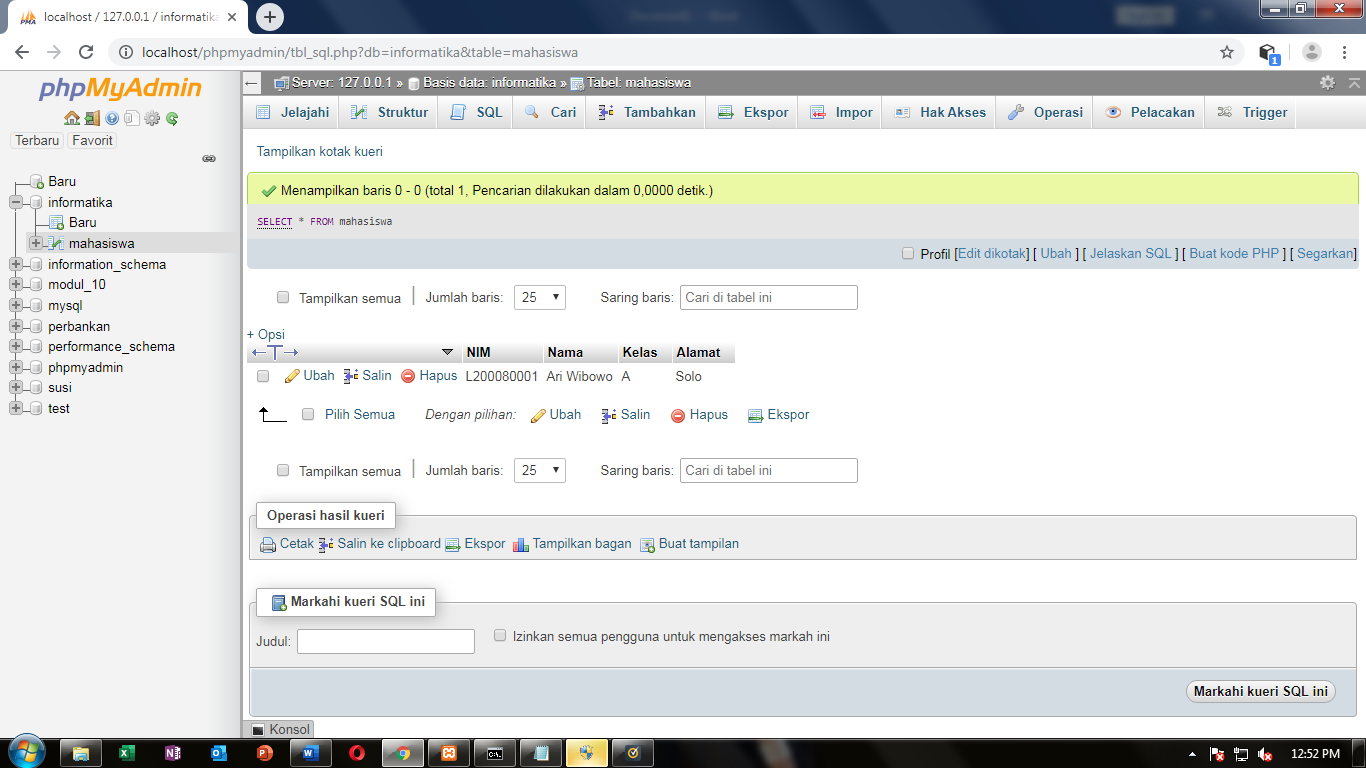 localhost / 127.0.0.1 / informatika
localhost/phpmyadmin/tbl_sql.php?db=informatika&table=mahasiswa
1
phpMyAdmin
Terbaru Favorit
Baru
informatika
Baru
mahasiswa
information_schema
modul_10
mysql
perbankan
performance_schema
phpmyadmin
susi
test
Server: 127.0.0.1 » Basis data: informatika » Tabel: mahasiswa
Jelajahi Struktur SQL Cari Tambahkan Ekspor Impor Hak Akses Operasi Pelacakan Trigger
Tampilkan kotak kueri
Menampilkan baris 0 - 0 (total 1, Pencarian dilakukan dalam 0,0000 detik.)
SELECT * FROM mahasiswa
Profil [Edit dikotak] [ Ubah ] [ Jelaskan SQL ] [ Buat kode PHP ] [ Segarkan]
Tampilkan semua | Jumlah baris: 25 Saring baris: Cari di tabel ini
+ Opsi
NIM Nama Kelas Alamat
Ubah Salin Hapus L200080001 Ari Wibowo A Solo
Pilih Semua Dengan pilihan: Ubah Salin Hapus Ekspor
Tampilkan semua | Jumlah baris: 25 Saring baris: Cari di tabel ini
Operasi hasil kueri
Cetak Salin ke clipboard Ekspor Tampilkan bagan Buat tampilan
Markahi kueri SQL ini
Judul: Izinkan semua pengguna untuk mengakses markah ini
Markahi kueri SQL ini
Konsol
12:52 PM